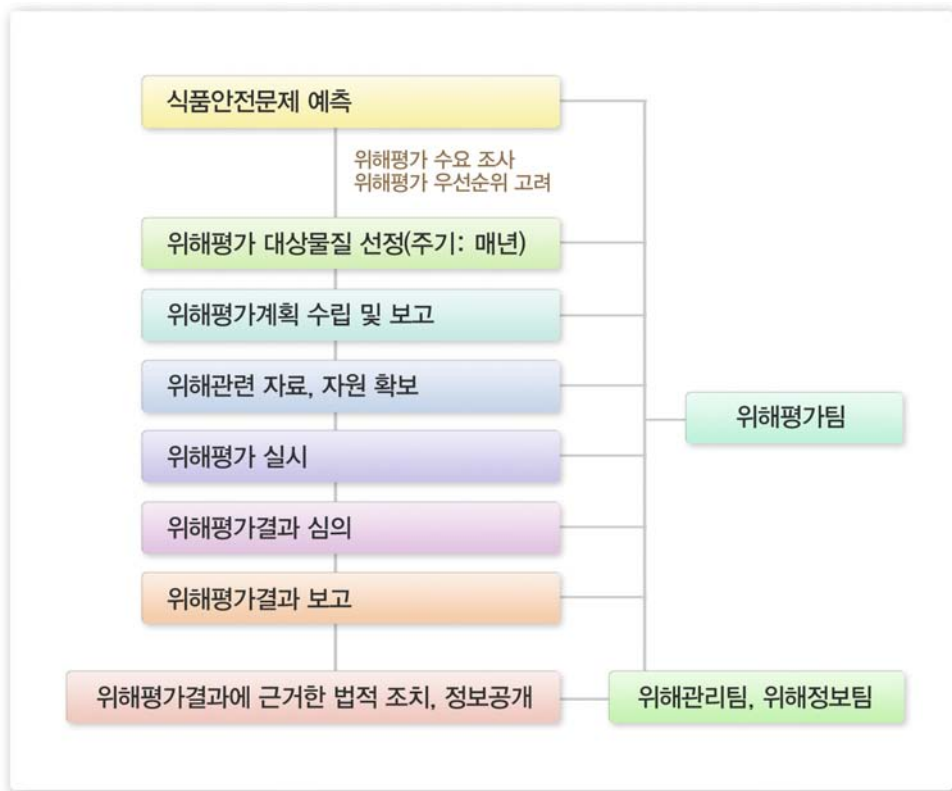 식품안전문제 예측
위해평가 수요 조사
위해평가 우선순위 고려
위해평가 대상물질 선정(주기: 매년)
위해평가계획 수립 및 보고
위해관련 자료, 자원 확보
위해평가팀
위해평가 실시
위해평가결과 심의
위해평가결과 보고
위해평가결과에 근거한 법적 조치, 정보공개
위해관리팀, 위해정보팀